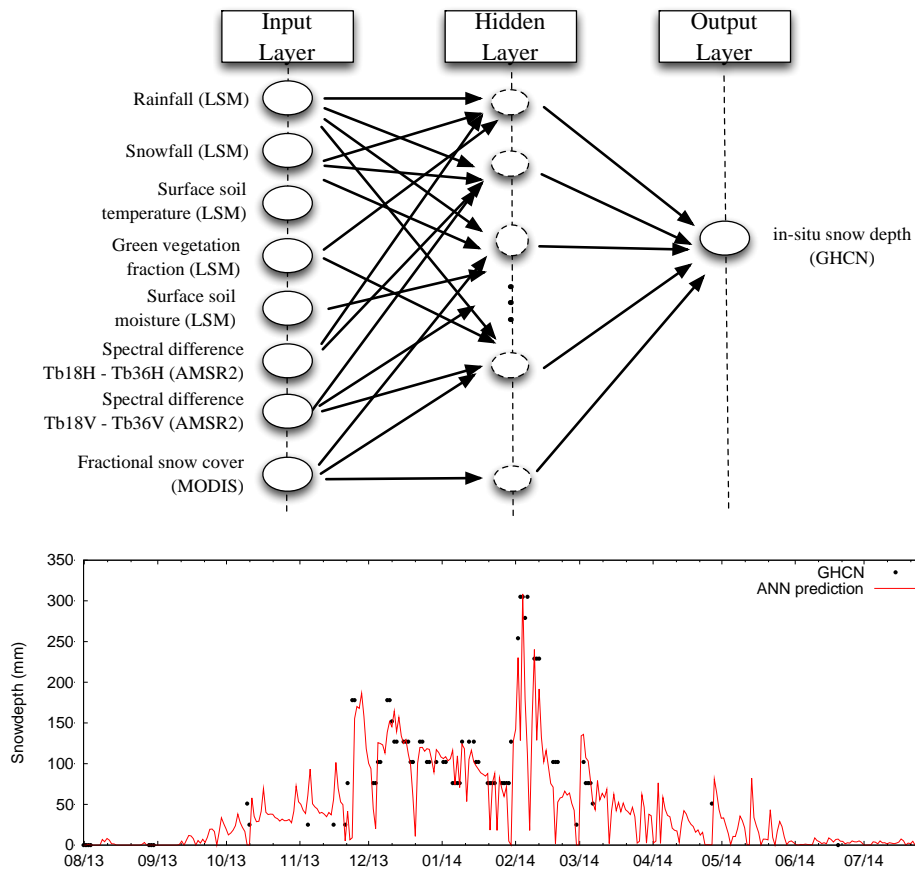 Input
Layer
Hidden
Layer
Output
Layer
Rainfall (LSM)
Snowfall (LSM)
Surface soil
temperature (LSM)
Green vegetation
fraction (LSM)
Surface soil
moisture (LSM)
Spectral difference
Tb18H - Tb36H (AMSR2)
Spectral difference
Tb18V - Tb36V (AMSR2)
Fractional snow cover
(MODIS)
in-situ snow depth
(GHCN)
350
300
250
200
150
100
50
0
Snowdepth (mm)
GHCN
ANN prediction
08/13 09/13 10/13 11/13 12/13 01/14 02/14 03/14 04/14 05/14 06/14 07/14